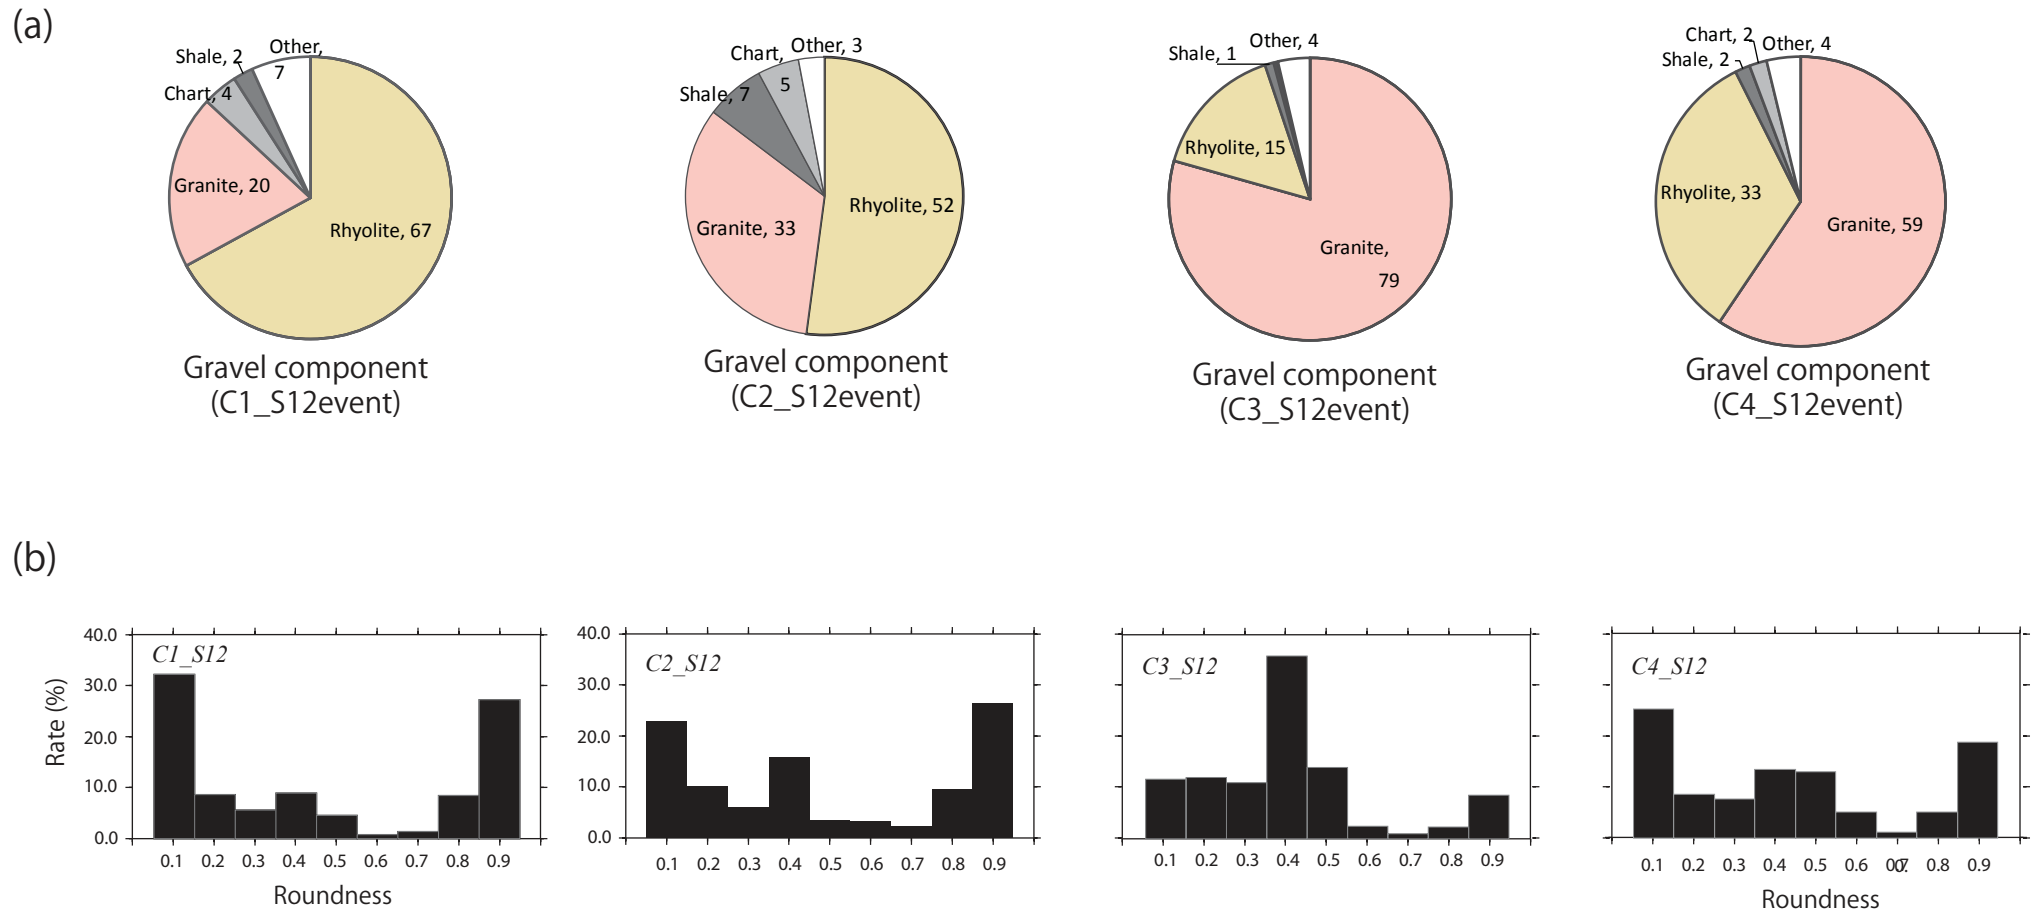 (a)
Shale, 2
Other,
7
Chart, 4
Granite, 20
Rhyolite, 67
Gravel component
(C1_S12event)
Chart,
5
Other, 3
Shale, 7
Granite, 33
Rhyolite, 52
Gravel component
(C2_S12event)
Shale, 1
Other, 4
Rhyolite, 15
Granite,
79
Gravel component
(C3_S12event)
Chart, 2
Other, 4
Shale, 2
Rhyolite, 33
Granite, 59
Gravel component
(C4_S12event)
(b)
Rate (%)
40.0
30.0
20.0
10.0
0.0
C1_S12
0.1 0.2 0.3 0.4 0.5 0.6 0.7 0.8 0.9
Roundness
40.0
30.0
20.0
10.0
0.0
C2_S12
0.1 0.2 0.3 0.4 0.5 0.6 0.7 0.8 0.9
C3_S12
0.1 0.2 0.3 0.4 0.5 0.6 0.7 0.8 0.9
C4_S12
0.1 0.2 0.3 0.4 0.5 0.6 0.7 0.8 0.9
Roundness